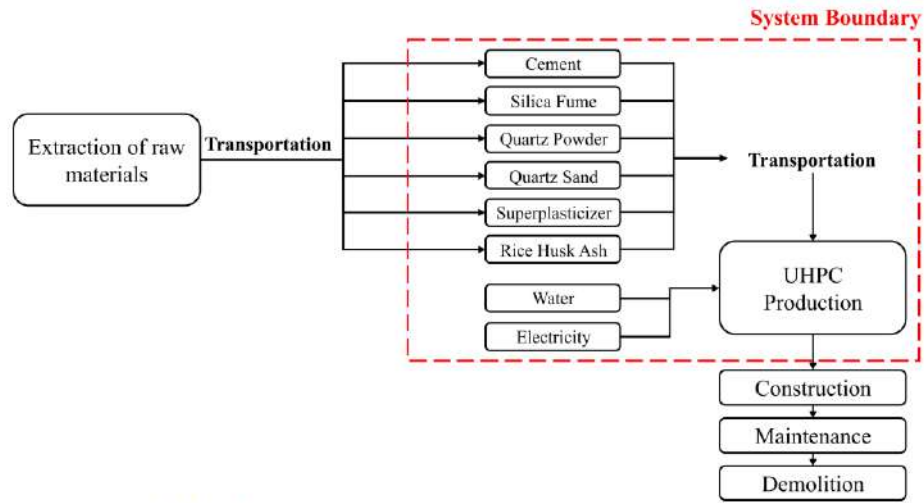 System Boundary
Cement
Silica Fume
Quartz Powder
Quartz Sand
Superplasticizer
Rice Husk Ash
Extraction of raw
materials
Transportation
Transportation
Water
Electricity
UHPC
Production
Construction
Maintenance
Demolition